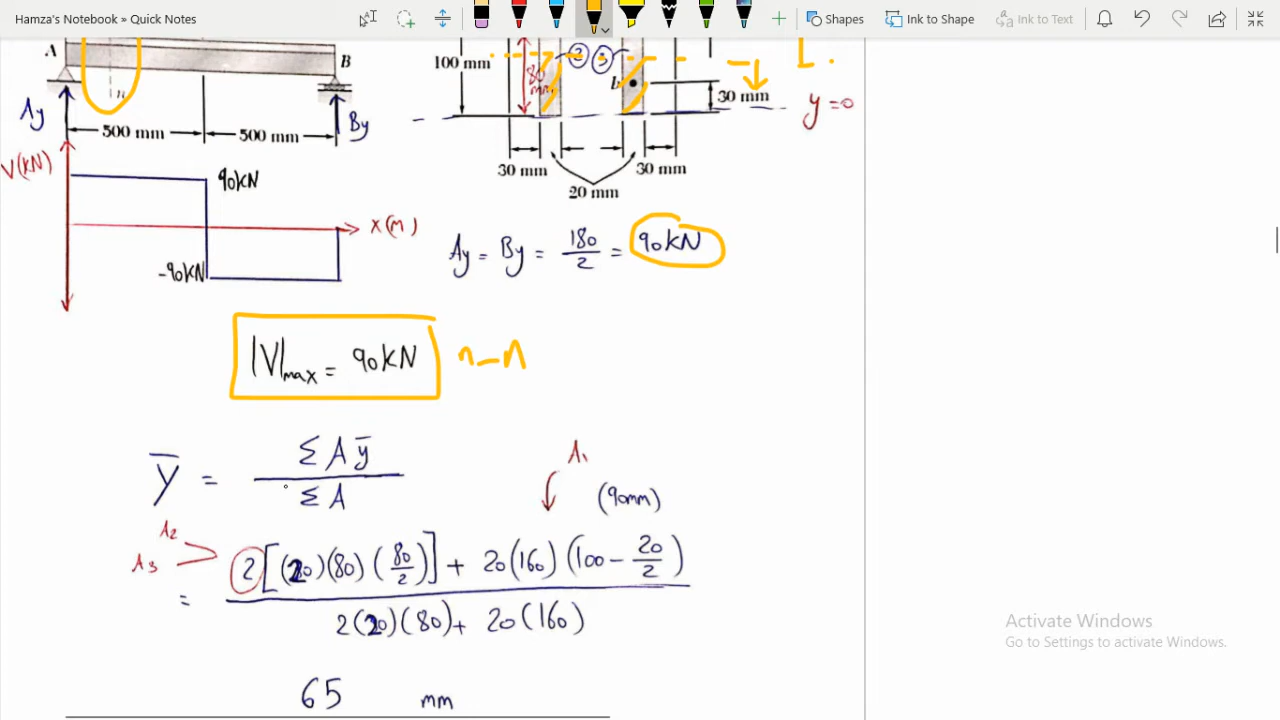 Hamza's Notebook » Quick Notes
Shapes
Ink to Shape
Ink to Text
A
B
n
Ay
By
500 mm
500 mm
V(kN)
90kN
-90kN
x(m)
100 mm
80 mm
2
3
b
30 mm
y=0
30 mm
30 mm
20 mm
Ay = By = 180/2 = 90kN
|V|max = 90kN
n-n
ȳ = ΣAȳ / ΣA
A1
(90mm)
A2
A3
= 2[(20)(80)(80/2)] + 20(160)(100 - 20/2)
2(20)(80)+ 20(160)
65 mm
Activate Windows
Go to Settings to activate Windows.